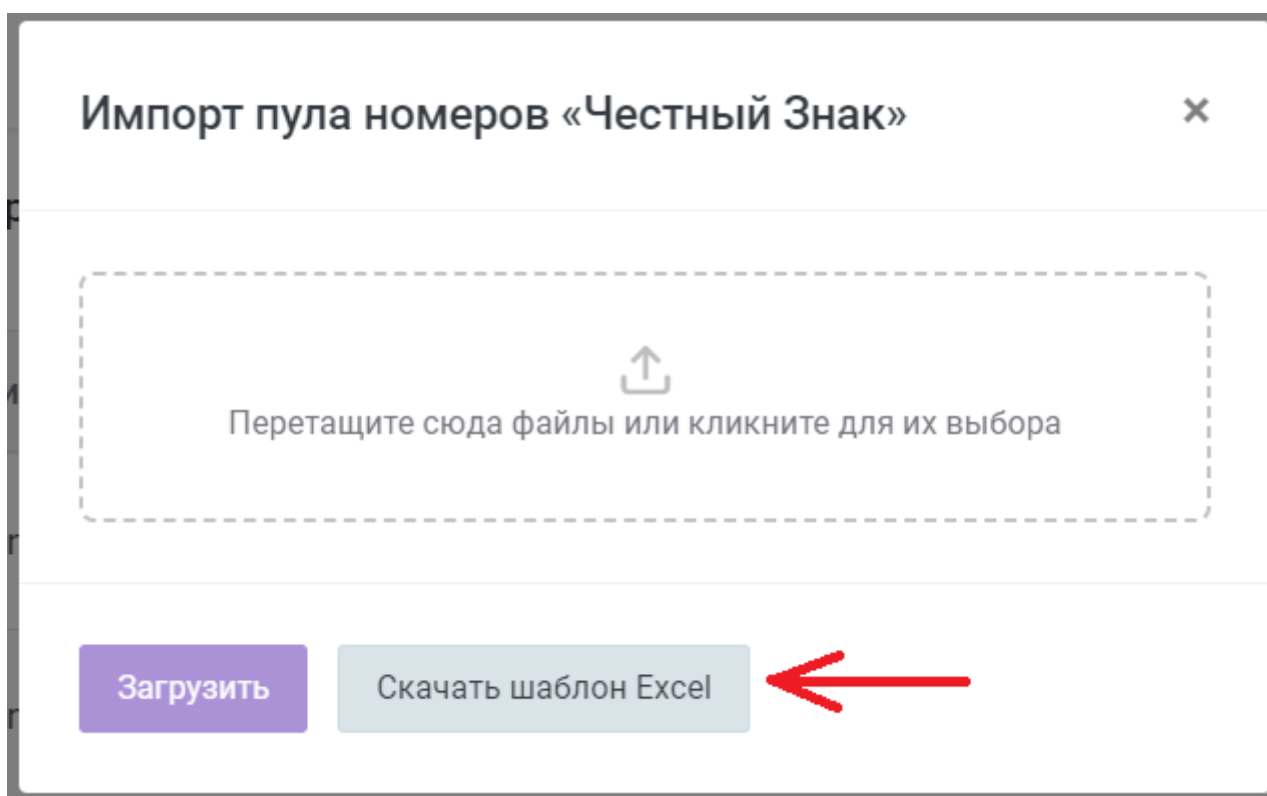 Импорт пула номеров «Честный Знак»
Перетащите сюда файлы или кликните для их выбора
Загрузить
Скачать шаблон Excel